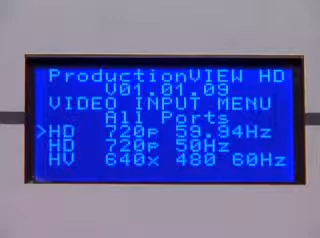 ProductionVIEW HD
V01.01.09
VIDEO INPUT MENU
All Ports
>HD 720p 59.94Hz
HD 720p 50Hz
HV 640x 480 60Hz